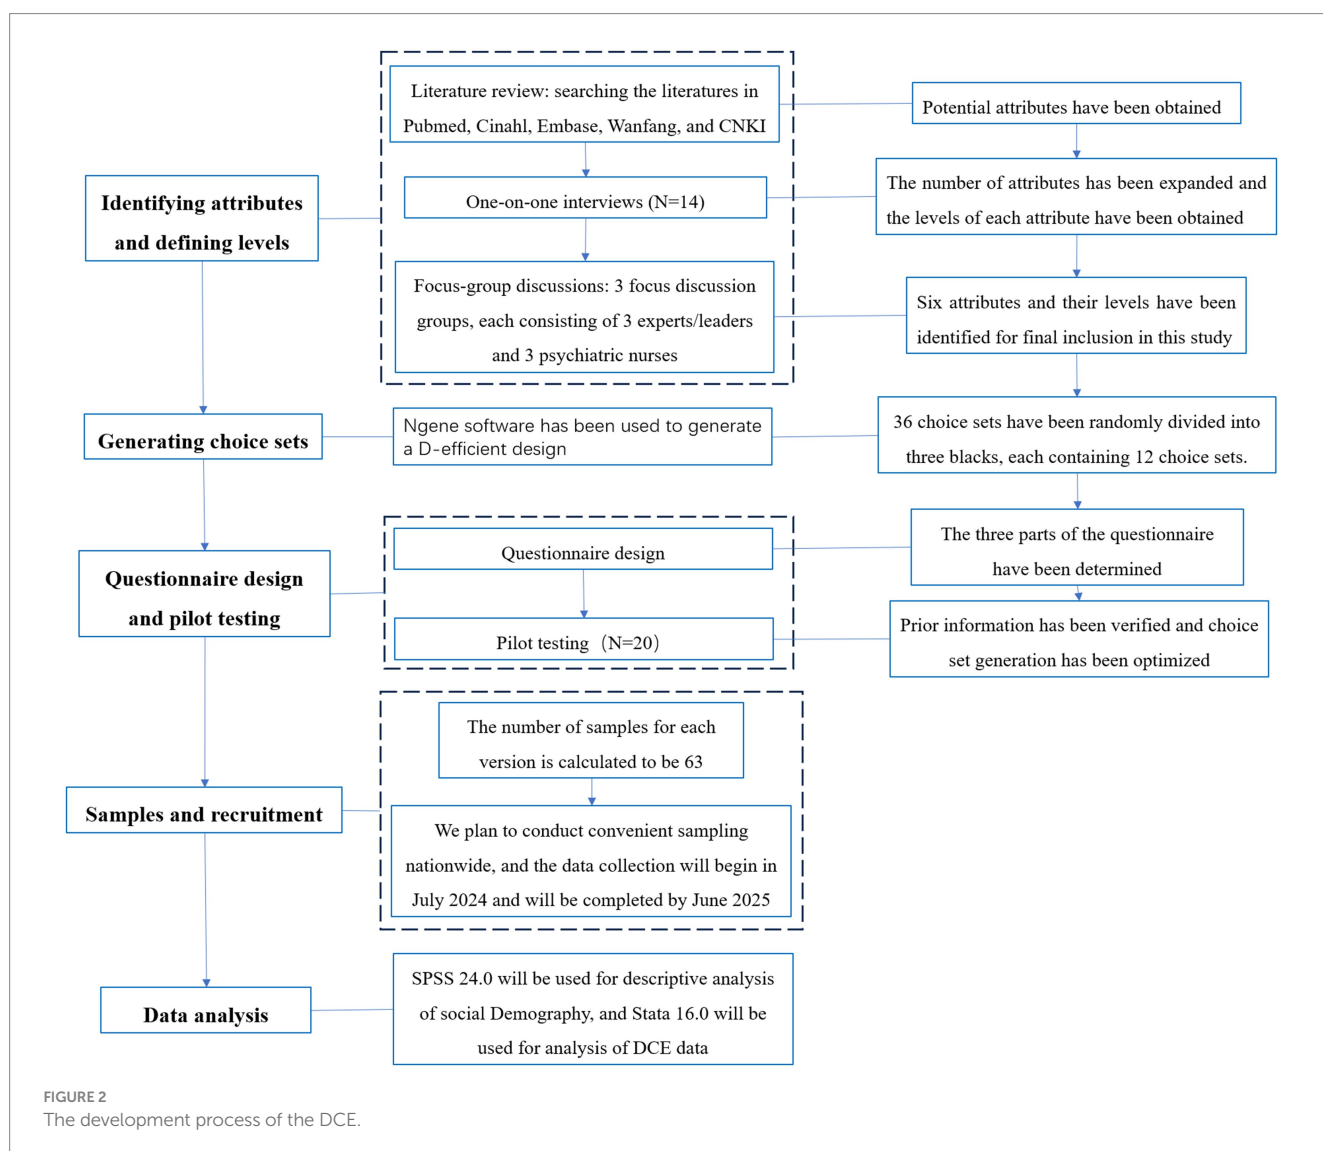 Literature review: searching the literatures in
Pubmed, Cinahl, Embase, Wanfang, and CNKI
Potential attributes have been obtained
Identifying attributes
and defining levels
One-on-one interviews (N=14)
The number of attributes has been expanded and
the levels of each attribute have been obtained
Focus-group discussions: 3 focus discussion
groups, each consisting of 3 experts/leaders
and 3 psychiatric nurses
Six attributes and their levels have been
identified for final inclusion in this study
Generating choice sets
Ngene software has been used to generate
a D-efficient design
36 choice sets have been randomly divided into
three blacks, each containing 12 choice sets.
Questionnaire design
and pilot testing
Questionnaire design
The three parts of the questionnaire
have been determined
Pilot testing（N=20）
Prior information has been verified and choice
set generation has been optimized
Samples and recruitment
The number of samples for each
version is calculated to be 63
We plan to conduct convenient sampling
nationwide, and the data collection will begin in
July 2024 and will be completed by June 2025
Data analysis
SPSS 24.0 will be used for descriptive analysis
of social Demography, and Stata 16.0 will be
used for analysis of DCE data
FIGURE 2
The development process of the DCE.